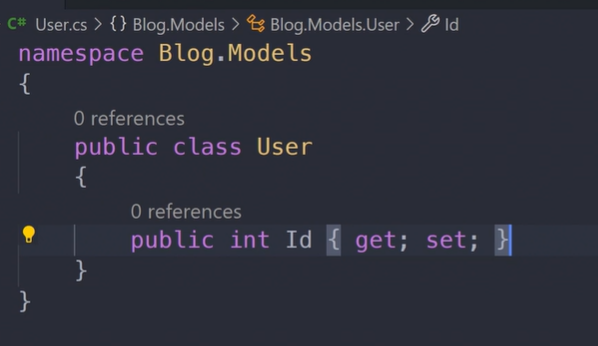 C# User.cs > {} Blog.Models > Blog.Models.User > Id
namespace Blog.Models
{
0 references
public class User
{
0 references
public int Id { get; set; }
}
}